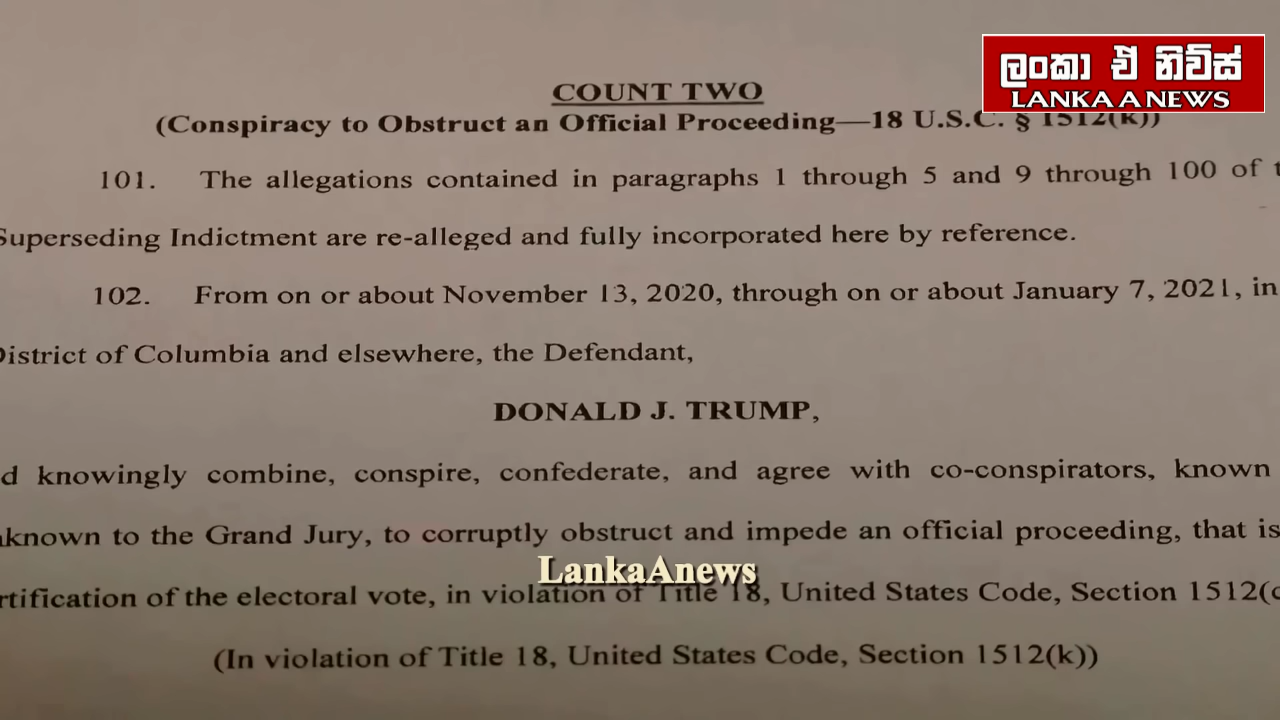 ලංකා ඒ නිව්ස්
LANKA A NEWS
COUNT TWO
(Conspiracy to Obstruct an Official Proceeding—18 U.S.C. § 1512(k))
101. The allegations contained in paragraphs 1 through 5 and 9 through 100 of
Superseding Indictment are re-alleged and fully incorporated here by reference.
102. From on or about November 13, 2020, through on or about January 7, 2021, in
District of Columbia and elsewhere, the Defendant,
DONALD J. TRUMP,
d knowingly combine, conspire, confederate, and agree with co-conspirators, known
known to the Grand Jury, to corruptly obstruct and impede an official proceeding, that is
LankaAnews
rtification of the electoral vote, in violation of Title 18, United States Code, Section 1512(c
(In violation of Title 18, United States Code, Section 1512(k))